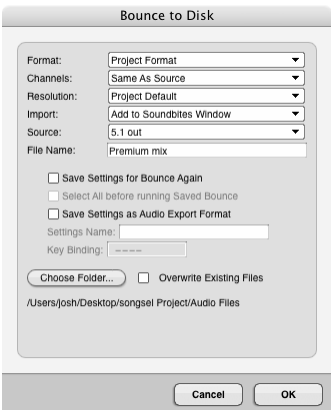 Bounce to Disk
Format: Project Format
Channels: Same As Source
Resolution: Project Default
Import: Add to Soundbites Window
Source: 5.1 out
File Name: Premium mix
Save Settings for Bounce Again
Select All before running Saved Bounce
Save Settings as Audio Export Format
Settings Name:
Key Binding: ----
Choose Folder... Overwrite Existing Files
/Users/josh/Desktop/songsel Project/Audio Files
Cancel OK